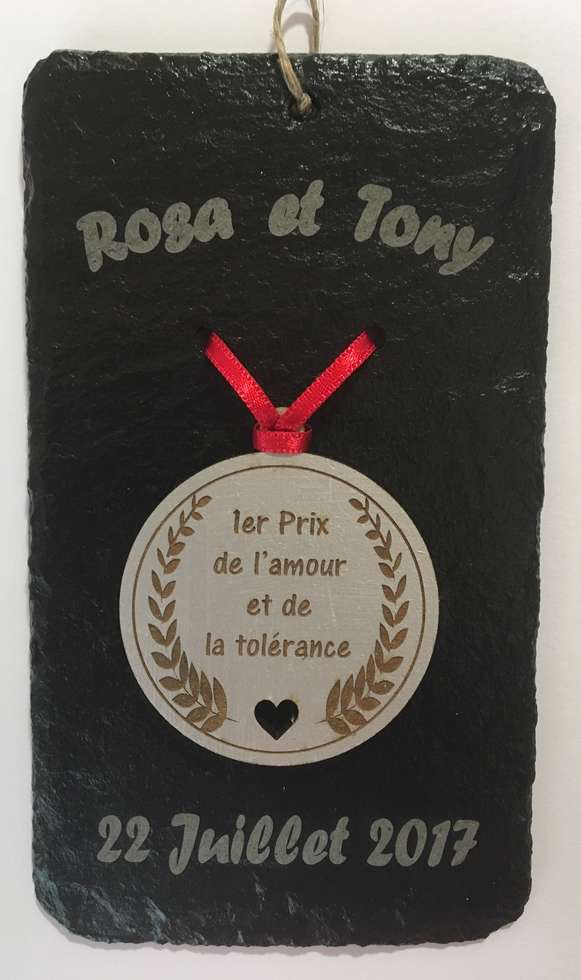 Rosa et Tony
1er Prix
de l'amour
et de
la tolérance
22 Juillet 2017